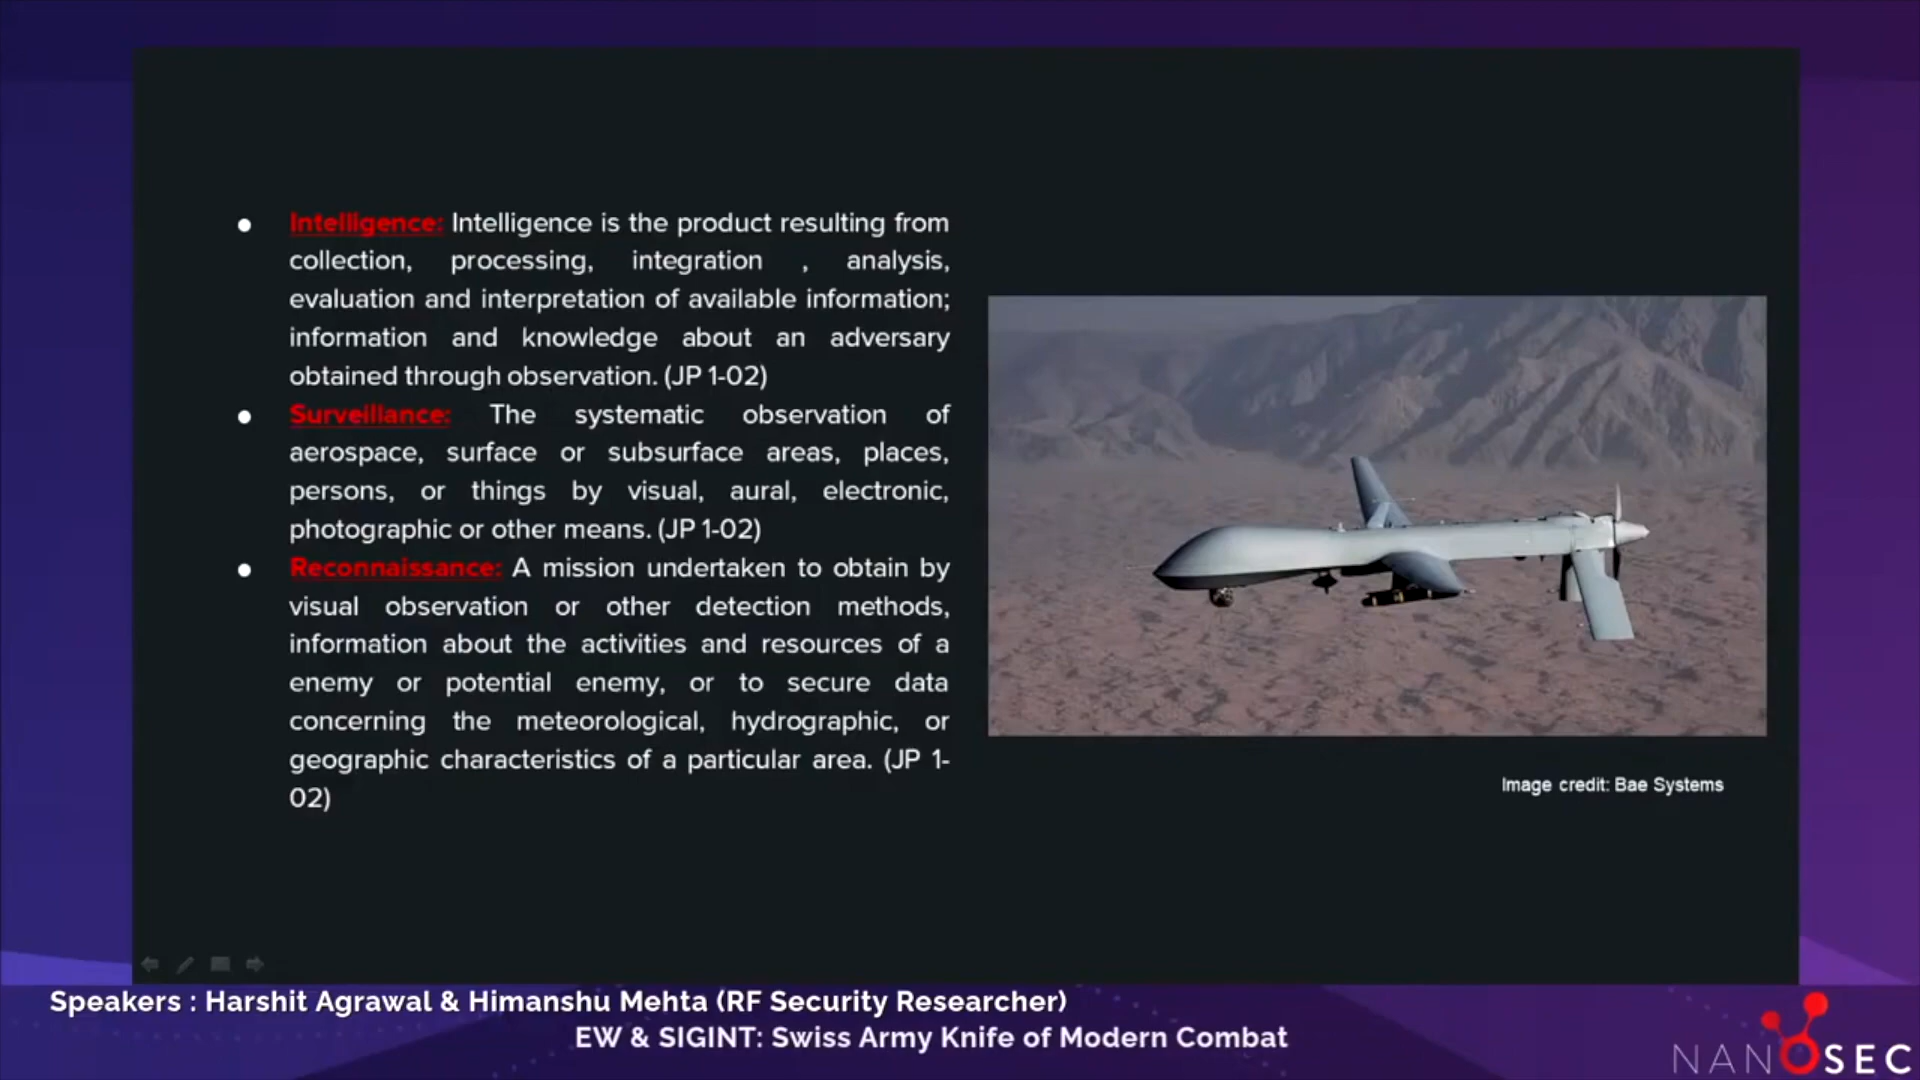 Intelligence: Intelligence is the product resulting from
collection, processing, integration , analysis,
evaluation and interpretation of available information;
information and knowledge about an adversary
obtained through observation. (JP 1-02)
Surveillance: The systematic observation of
aerospace, surface or subsurface areas, places,
persons, or things by visual, aural, electronic,
photographic or other means. (JP 1-02)
Reconnaissance: A mission undertaken to obtain by
visual observation or other detection methods,
information about the activities and resources of a
enemy or potential enemy, or to secure data
concerning the meteorological, hydrographic, or
geographic characteristics of a particular area. (JP 1-
02)
Image credit: Bae Systems
Speakers : Harshit Agrawal & Himanshu Mehta (RF Security Researcher)
EW & SIGINT: Swiss Army Knife of Modern Combat
NANOSEC